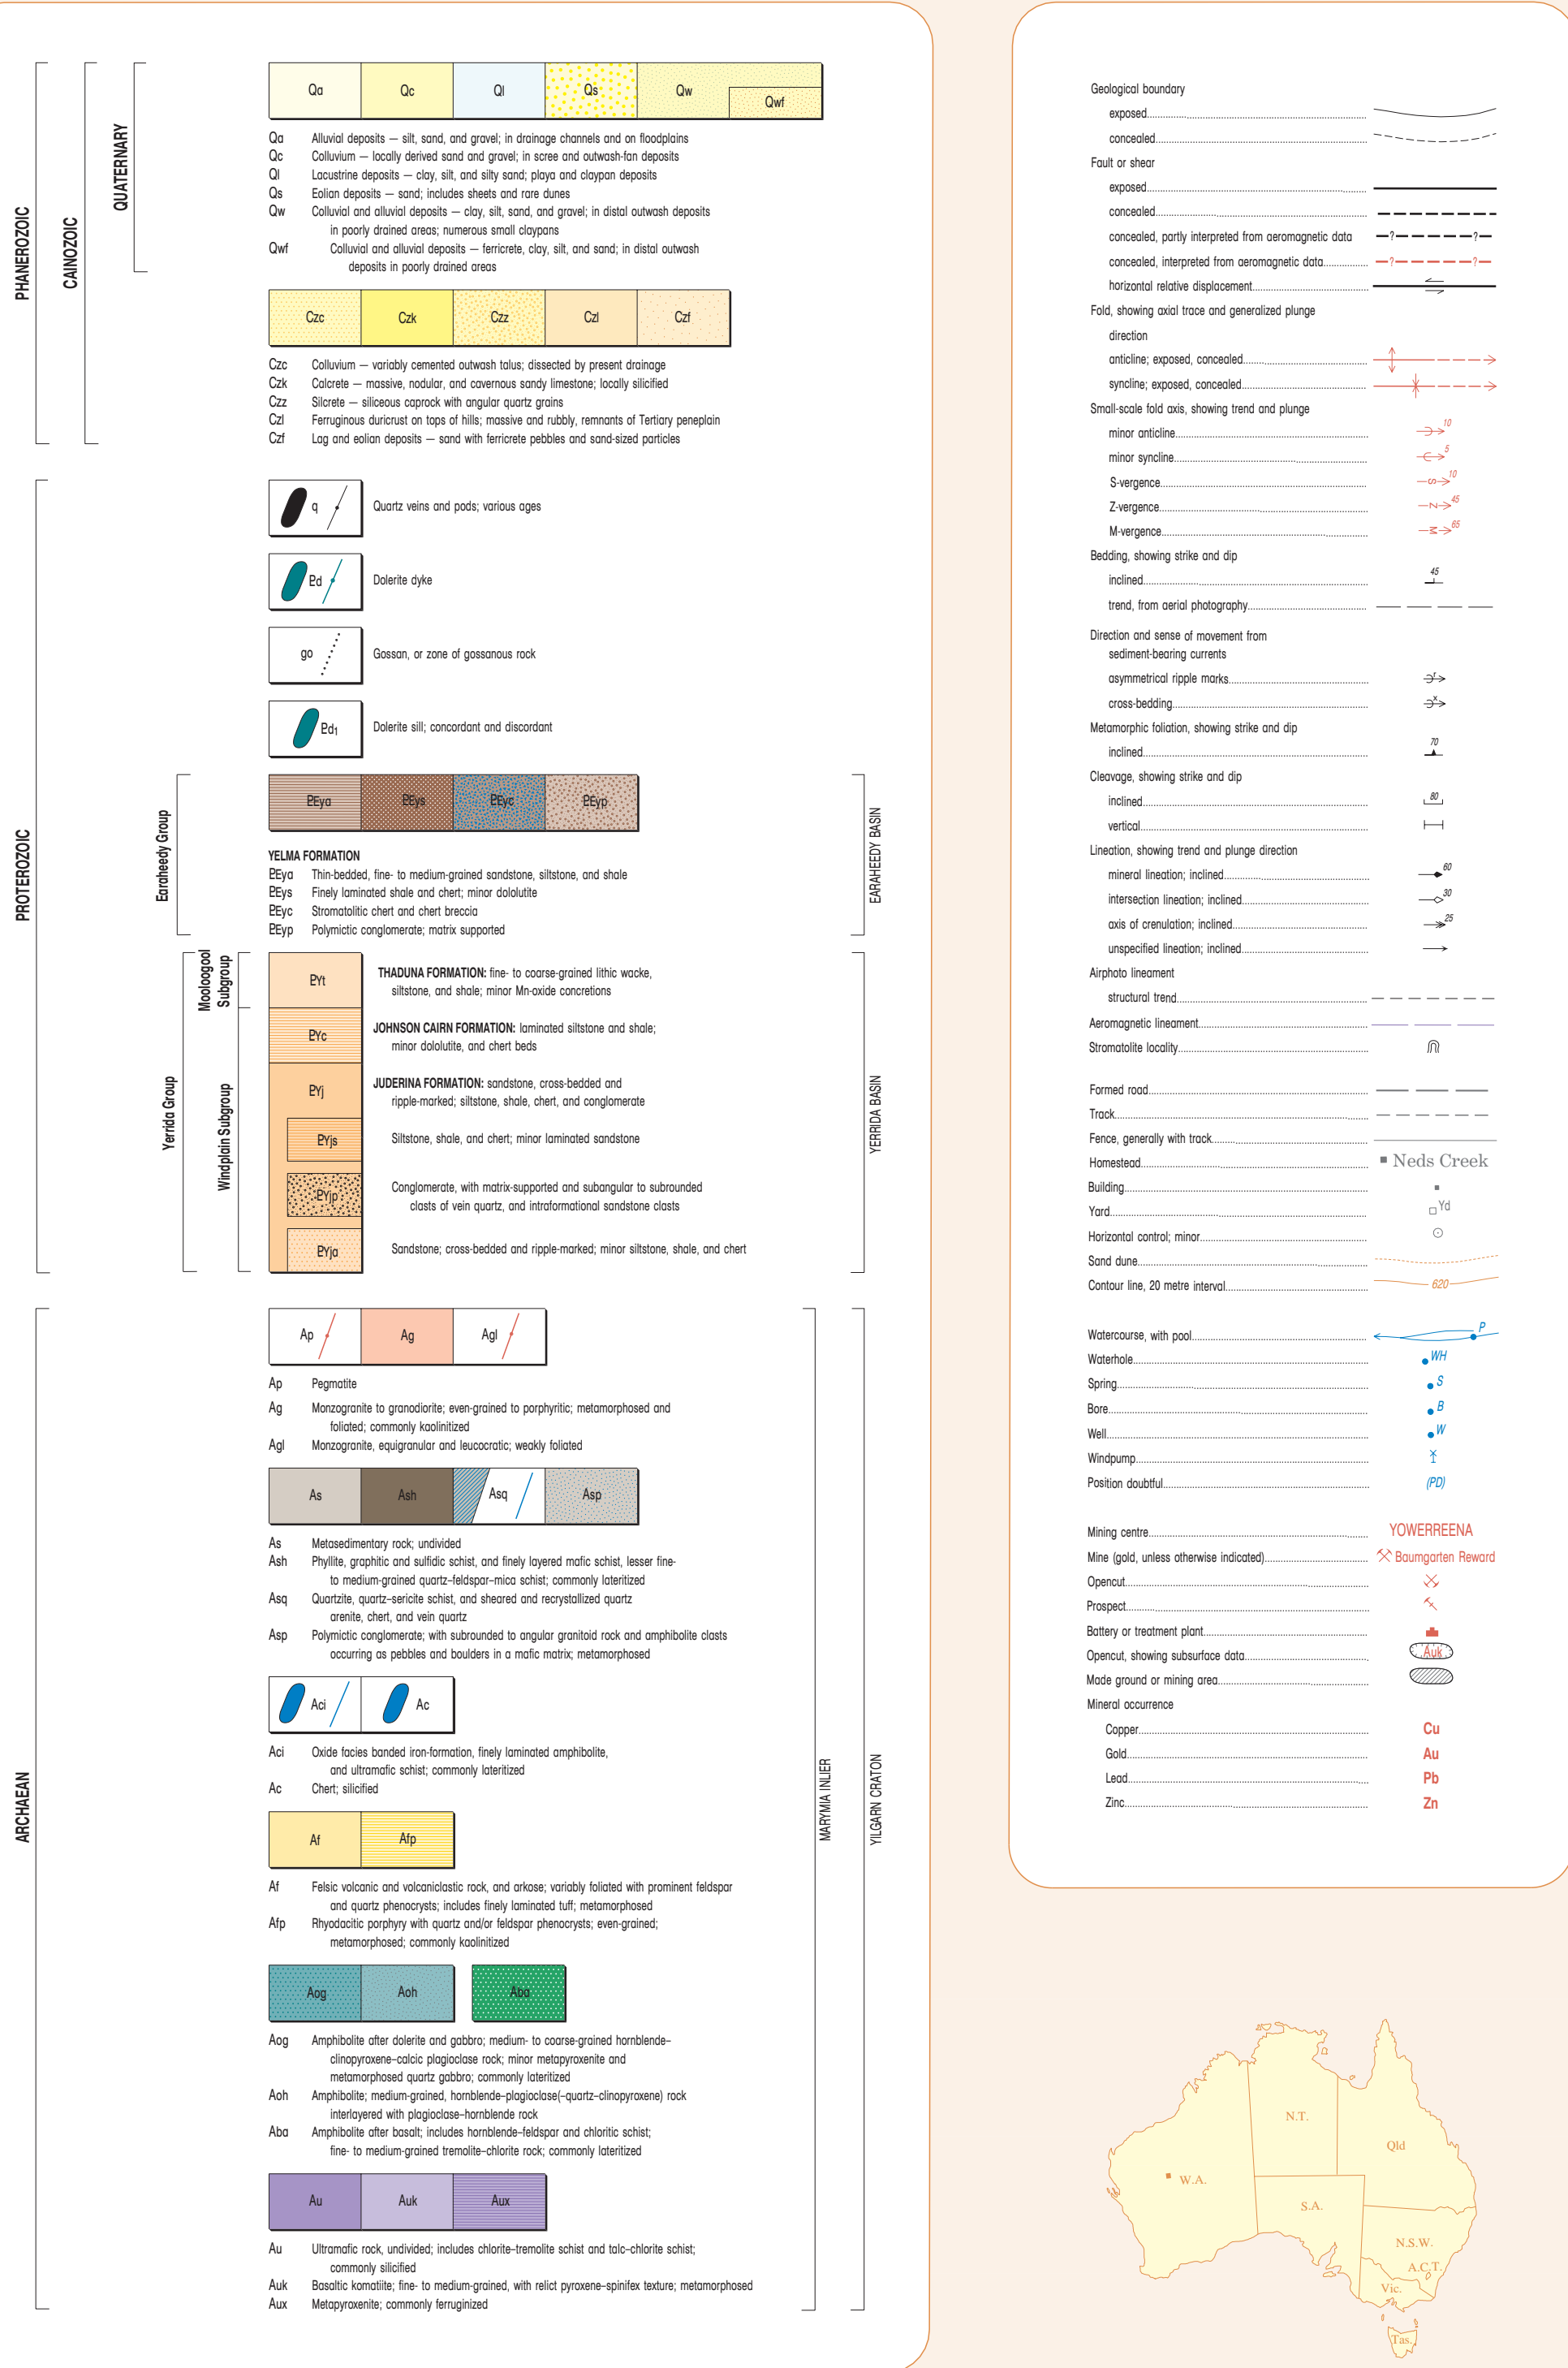 PHANEROZOIC
CAINOZOIC
QUATERNARY
Qa Qc Ql Qs Qw Qwf
Qa Alluvial deposits — silt, sand, and gravel; in drainage channels and on floodplains
Qc Colluvium — locally derived sand and gravel; in scree and outwash-fan deposits
Ql Lacustrine deposits — clay, silt, and silty sand; playa and claypan deposits
Qs Eolian deposits — sand; includes sheets and rare dunes
Qw Colluvial and alluvial deposits — clay, silt, sand, and gravel; in distal outwash deposits
in poorly drained areas; numerous small claypans
Qwf Colluvial and alluvial deposits — ferricrete, clay, silt, and sand; in distal outwash
deposits in poorly drained areas
Czc Czk Czz Czl Czf
Czc Colluvium — variably cemented outwash talus; dissected by present drainage
Czk Calcrete — massive, nodular, and cavernous sandy limestone; locally silicified
Czz Silcrete — siliceous caprock with angular quartz grains
Czl Ferruginous duricrust on tops of hills; massive and rubbly, remnants of Tertiary peneplain
Czf Lag and eolian deposits — sand with ferricrete pebbles and sand-sized particles
PROTEROZOIC
q Quartz veins and pods; various ages
Ꝑd Dolerite dyke
go Gossan, or zone of gossanous rock
Ꝑd1 Dolerite sill; concordant and discordant
Earaheedy Group
EARAHEEDY BASIN
ꝐEya ꝐEys ꝐEyc ꝐEyp
YELMA FORMATION
ꝐEya Thin-bedded, fine- to medium-grained sandstone, siltstone, and shale
ꝐEys Finely laminated shale and chert; minor dololutite
ꝐEyc Stromatolitic chert and chert breccia
ꝐEyp Polymictic conglomerate; matrix supported
Yerrida Group
Mooloogool
Subgroup
Windplain Subgroup
YERRIDA BASIN
ꝐYt THADUNA FORMATION: fine- to coarse-grained lithic wacke,
siltstone, and shale; minor Mn-oxide concretions
ꝐYc JOHNSON CAIRN FORMATION: laminated siltstone and shale;
minor dololutite, and chert beds
ꝐYj JUDERINA FORMATION: sandstone, cross-bedded and
ripple-marked; siltstone, shale, chert, and conglomerate
ꝐYjs Siltstone, shale, and chert; minor laminated sandstone
ꝐYjp Conglomerate, with matrix-supported and subangular to subrounded
clasts of vein quartz, and intraformational sandstone clasts
ꝐYja Sandstone; cross-bedded and ripple-marked; minor siltstone, shale, and chert
ARCHAEAN
MARYMIA INLIER
YILGARN CRATON
Ap Ag Agl
Ap Pegmatite
Ag Monzogranite to granodiorite; even-grained to porphyritic; metamorphosed and
foliated; commonly kaolinitized
Agl Monzogranite, equigranular and leucocratic; weakly foliated
As Ash Asq Asp
As Metasedimentary rock; undivided
Ash Phyllite, graphitic and sulfidic schist, and finely layered mafic schist, lesser fine-
to medium-grained quartz–feldspar–mica schist; commonly lateritized
Asq Quartzite, quartz–sericite schist, and sheared and recrystallized quartz
arenite, chert, and vein quartz
Asp Polymictic conglomerate; with subrounded to angular granitoid rock and amphibolite clasts
occurring as pebbles and boulders in a mafic matrix; metamorphosed
Aci Ac
Aci Oxide facies banded iron-formation, finely laminated amphibolite,
and ultramafic schist; commonly lateritized
Ac Chert; silicified
Af Afp
Af Felsic volcanic and volcaniclastic rock, and arkose; variably foliated with prominent feldspar
and quartz phenocrysts; includes finely laminated tuff; metamorphosed
Afp Rhyodacitic porphyry with quartz and/or feldspar phenocrysts; even-grained;
metamorphosed; commonly kaolinitized
Aog Aoh Aba
Aog Amphibolite after dolerite and gabbro; medium- to coarse-grained hornblende–
clinopyroxene–calcic plagioclase rock; minor metapyroxenite and
metamorphosed quartz gabbro; commonly lateritized
Aoh Amphibolite; medium-grained, hornblende–plagioclase(–quartz–clinopyroxene) rock
interlayered with plagioclase–hornblende rock
Aba Amphibolite after basalt; includes hornblende–feldspar and chloritic schist;
fine- to medium-grained tremolite–chlorite rock; commonly lateritized
Au Auk Aux
Au Ultramafic rock, undivided; includes chlorite–tremolite schist and talc–chlorite schist;
commonly silicified
Auk Basaltic komatiite; fine- to medium-grained, with relict pyroxene–spinifex texture; metamorphosed
Aux Metapyroxenite; commonly ferruginized
Geological boundary
exposed
concealed
Fault or shear
exposed
concealed
concealed, partly interpreted from aeromagnetic data ? ?
concealed, interpreted from aeromagnetic data ? ?
horizontal relative displacement
Fold, showing axial trace and generalized plunge
direction
anticline; exposed, concealed
syncline; exposed, concealed
Small-scale fold axis, showing trend and plunge
minor anticline 10
minor syncline 5
S-vergence S 10
Z-vergence Z 45
M-vergence M 65
Bedding, showing strike and dip
inclined 45
trend, from aerial photography
Direction and sense of movement from
sediment-bearing currents
asymmetrical ripple marks r
cross-bedding x
Metamorphic foliation, showing strike and dip
inclined 70
Cleavage, showing strike and dip
inclined 80
vertical
Lineation, showing trend and plunge direction
mineral lineation; inclined 60
intersection lineation; inclined 30
axis of crenulation; inclined 25
unspecified lineation; inclined
Airphoto lineament
structural trend
Aeromagnetic lineament
Stromatolite locality
Formed road
Track
Fence, generally with track
Homestead Neds Creek
Building
Yard Yd
Horizontal control; minor
Sand dune
Contour line, 20 metre interval 620
Watercourse, with pool P
Waterhole WH
Spring S
Bore B
Well W
Windpump
Position doubtful (PD)
Mining centre YOWERREENA
Mine (gold, unless otherwise indicated) Baumgarten Reward
Opencut
Prospect
Battery or treatment plant
Opencut, showing subsurface data Auk
Made ground or mining area
Mineral occurrence
Copper Cu
Gold Au
Lead Pb
Zinc Zn
N.T.
Qld
W.A.
S.A.
N.S.W.
A.C.T.
Vic.
Tas.